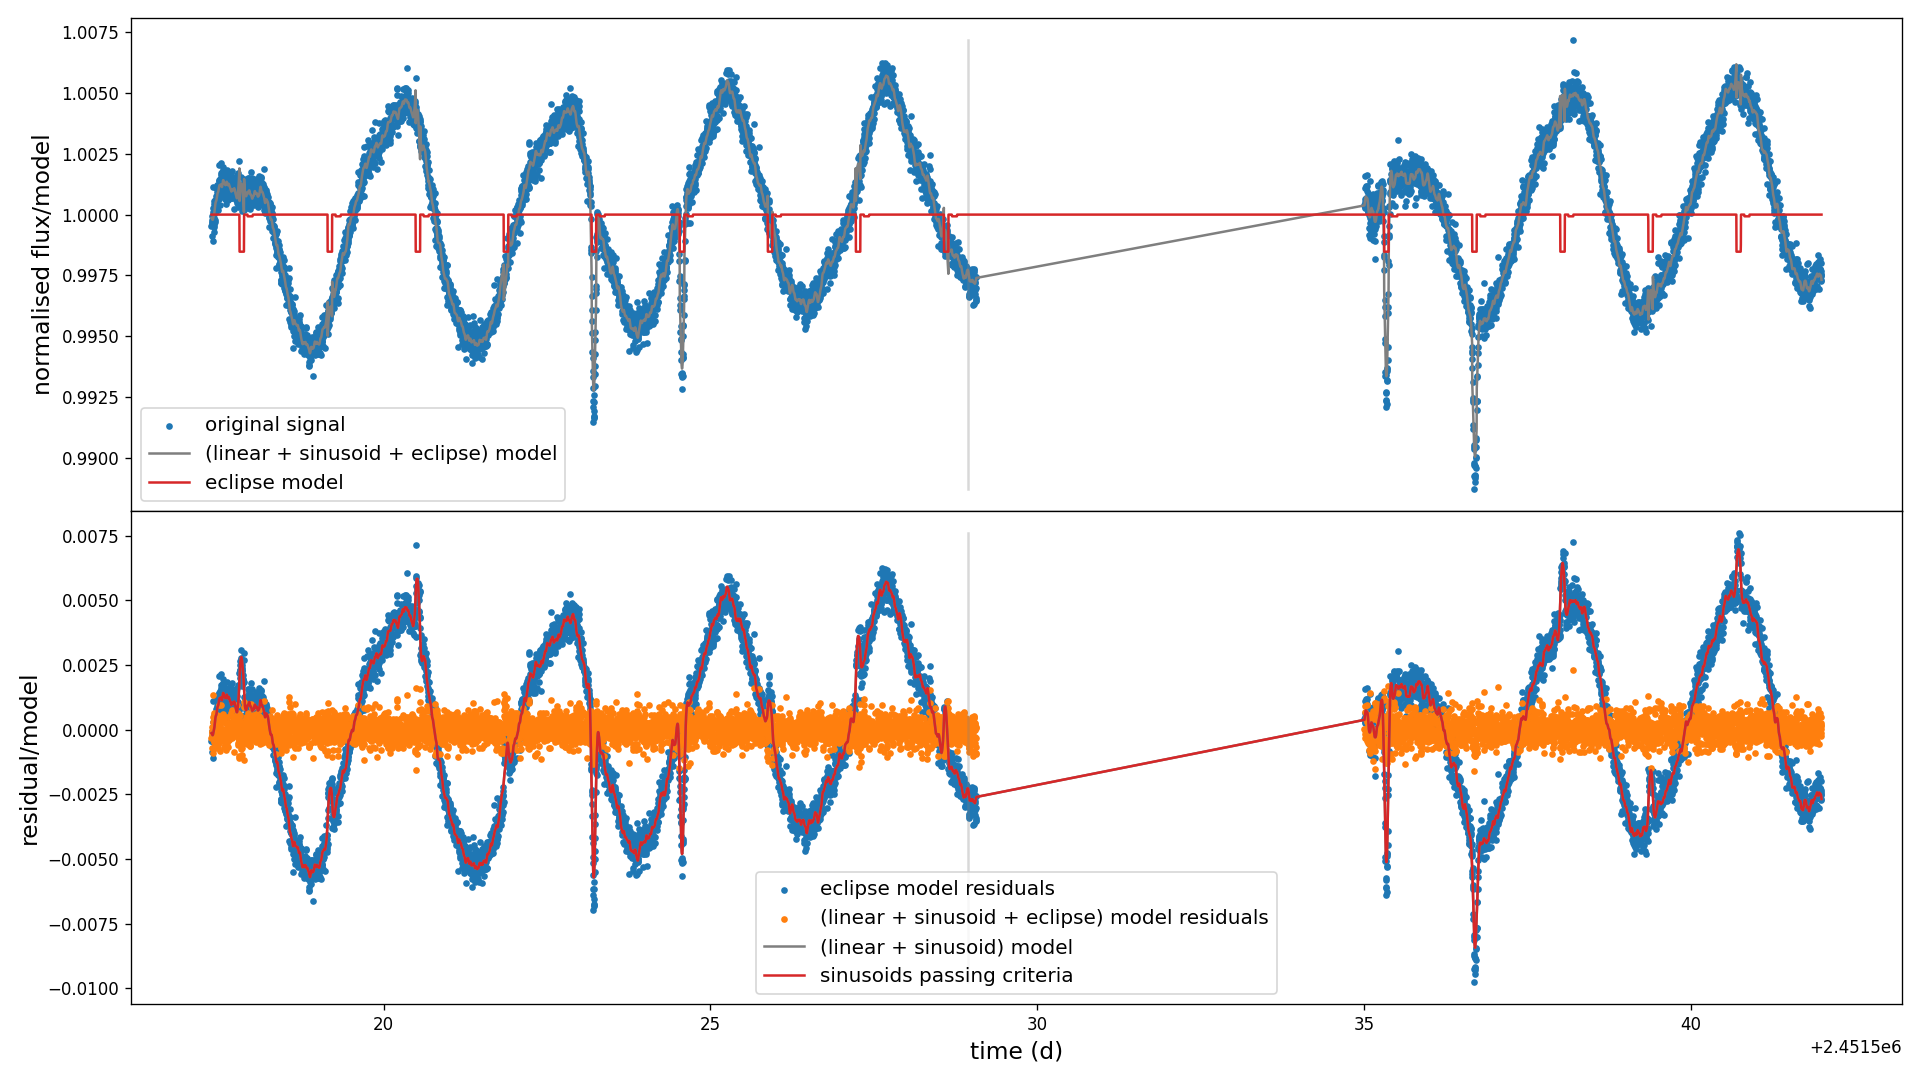 normalised flux/model
1.0075
1.0050
1.0025
1.0000
0.9975
0.9950
0.9925
0.9900
original signal
(linear + sinusoid + eclipse) model
eclipse model
residual/model
0.0075
0.0050
0.0025
0.0000
−0.0025
−0.0050
−0.0075
−0.0100
eclipse model residuals
(linear + sinusoid + eclipse) model residuals
(linear + sinusoid) model
sinusoids passing criteria
20 25 30 35 40
time (d)
+2.4515e6